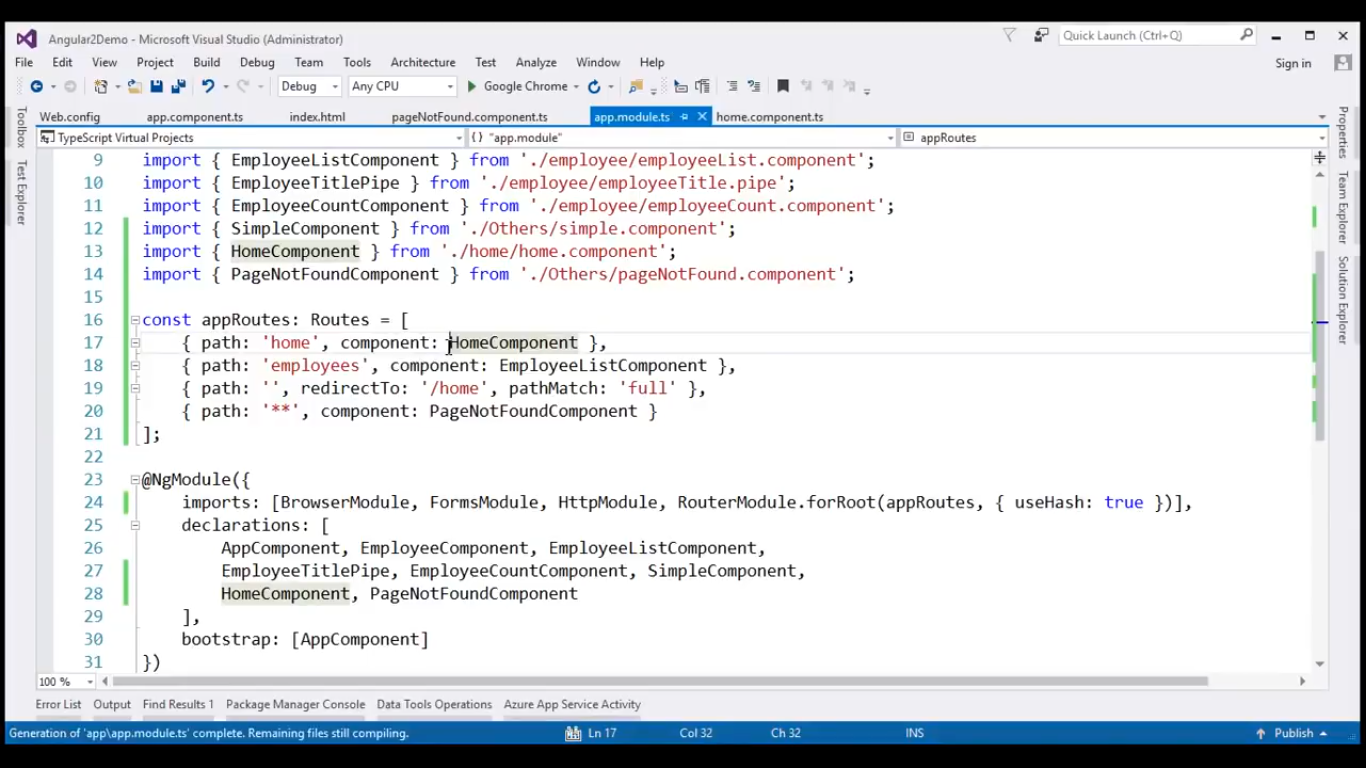 Angular2Demo - Microsoft Visual Studio (Administrator)
Quick Launch (Ctrl+Q)
File Edit View Project Build Debug Team Tools Architecture Test Analyze Window Help
Sign in
Debug Any CPU Google Chrome
Web.config app.component.ts index.html pageNotFound.component.ts app.module.ts home.component.ts
TypeScript Virtual Projects {} "app.module" appRoutes
Toolbox
Test Explorer
9 import { EmployeeListComponent } from './employee/employeeList.component';
10 import { EmployeeTitlePipe } from './employee/employeeTitle.pipe';
11 import { EmployeeCountComponent } from './employee/employeeCount.component';
12 import { SimpleComponent } from './Others/simple.component';
13 import { HomeComponent } from './home/home.component';
14 import { PageNotFoundComponent } from './Others/pageNotFound.component';
15
16 const appRoutes: Routes = [
17 { path: 'home', component: HomeComponent },
18 { path: 'employees', component: EmployeeListComponent },
19 { path: '', redirectTo: '/home', pathMatch: 'full' },
20 { path: '**', component: PageNotFoundComponent }
21 ];
22
23 @NgModule({
24 imports: [BrowserModule, FormsModule, HttpModule, RouterModule.forRoot(appRoutes, { useHash: true })],
25 declarations: [
26 AppComponent, EmployeeComponent, EmployeeListComponent,
27 EmployeeTitlePipe, EmployeeCountComponent, SimpleComponent,
28 HomeComponent, PageNotFoundComponent
29 ],
30 bootstrap: [AppComponent]
31 })
Properties
Team Explorer
Solution Explorer
100 %
Error List Output Find Results 1 Package Manager Console Data Tools Operations Azure App Service Activity
Generation of 'app\app.module.ts' complete. Remaining files still compiling. Ln 17 Col 32 Ch 32 INS Publish